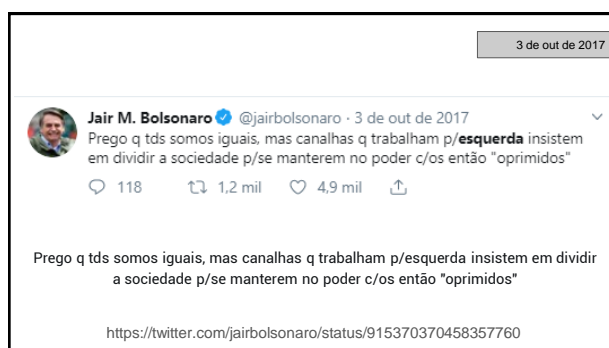 3 de out de 2017
Jair M. Bolsonaro @jairbolsonaro · 3 de out de 2017
Prego q tds somos iguais, mas canalhas q trabalham p/esquerda insistem
em dividir a sociedade p/se manterem no poder c/os então "oprimidos"
118 1,2 mil 4,9 mil
Prego q tds somos iguais, mas canalhas q trabalham p/esquerda insistem em dividir
a sociedade p/se manterem no poder c/os então "oprimidos"
https://twitter.com/jairbolsonaro/status/915370370458357760